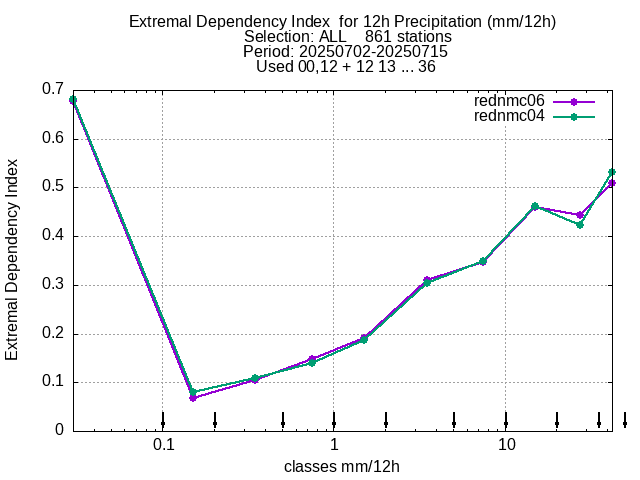 Extremal Dependency Index  for 12h Precipitation (mm/12h)
Selection: ALL    861 stations
Period: 20250702-20250715
Used 00,12 + 12 13 ... 36
rednmc06
rednmc04
0.7
0.6
0.5
0.4
0.3
0.2
0.1
0
Extremal Dependency Index
0.1 1 10
classes mm/12h